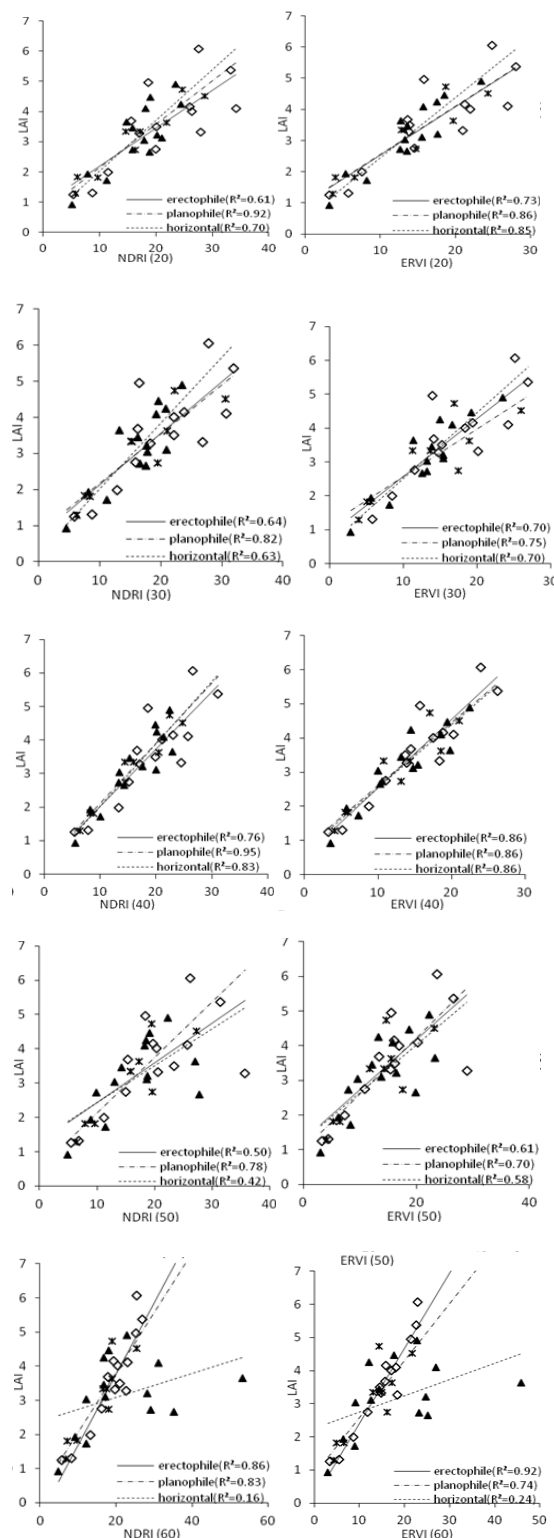 7
6
5
4
3
2
1
0
LAI
erectophile(R²=0.61)
planophile(R²=0.92)
horizontal(R²=0.70)
0 10 20 30 40
NDRI (20)
7
6
5
4
3
2
1
0
LAI
erectophile(R²=0.73)
planophile(R²=0.86)
horizontal(R²=0.85)
0 10 20 30
ERVI (20)
7
6
5
4
3
2
1
0
LAI
erectophile(R²=0.64)
planophile(R²=0.82)
horizontal(R²=0.63)
0 10 20 30 40
NDRI (30)
7
6
5
4
3
2
1
0
LAI
erectophile(R²=0.70)
planophile(R²=0.75)
horizontal(R²=0.70)
0 10 20 30
ERVI (30)
7
6
5
4
3
2
1
0
LAI
erectophile(R²=0.76)
planophile(R²=0.95)
horizontal(R²=0.83)
0 10 20 30 40
NDRI (40)
7
6
5
4
3
2
1
0
LAI
erectophile(R²=0.86)
planophile(R²=0.86)
horizontal(R²=0.86)
0 10 20 30
ERVI (40)
7
6
5
4
3
2
1
0
LAI
erectophile(R²=0.50)
planophile(R²=0.78)
horizontal(R²=0.42)
0 10 20 30 40
NDRI (50)
7
6
5
4
3
2
1
0
LAI
erectophile(R²=0.61)
planophile(R²=0.70)
horizontal(R²=0.58)
0 10 20 30 40
ERVI (50)
ERVI (50)
7
6
5
4
3
2
1
0
LAI
erectophile(R²=0.86)
planophile(R²=0.83)
horizontal(R²=0.16)
0 20 40 60
NDRI (60)
7
6
5
4
3
2
1
0
LAI
erectophile(R²=0.92)
planophile(R²=0.74)
horizontal(R²=0.24)
0 10 20 30 40 50
ERVI (60)